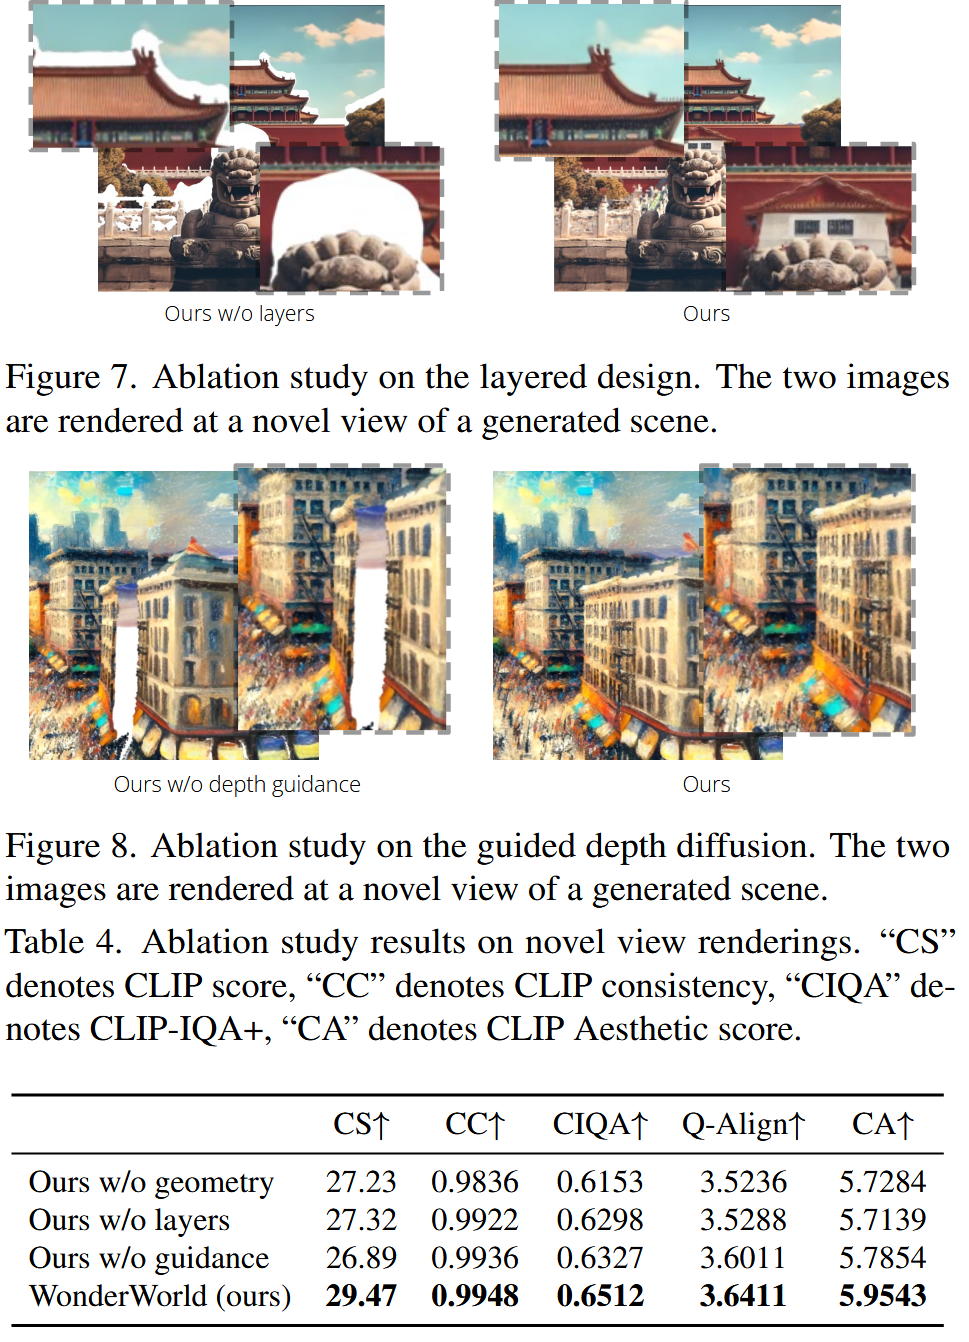 Ours w/o layers
Ours
Figure 7. Ablation study on the layered design. The two images
are rendered at a novel view of a generated scene.
Ours w/o depth guidance
Ours
Figure 8. Ablation study on the guided depth diffusion. The two
images are rendered at a novel view of a generated scene.
Table 4. Ablation study results on novel view renderings. “CS”
denotes CLIP score, “CC” denotes CLIP consistency, “CIQA” de-
notes CLIP-IQA+, “CA” denotes CLIP Aesthetic score.
CS↑ CC↑ CIQA↑ Q-Align↑ CA↑
Ours w/o geometry 27.23 0.9836 0.6153 3.5236 5.7284
Ours w/o layers 27.32 0.9922 0.6298 3.5288 5.7139
Ours w/o guidance 26.89 0.9936 0.6327 3.6011 5.7854
WonderWorld (ours) 29.47 0.9948 0.6512 3.6411 5.9543